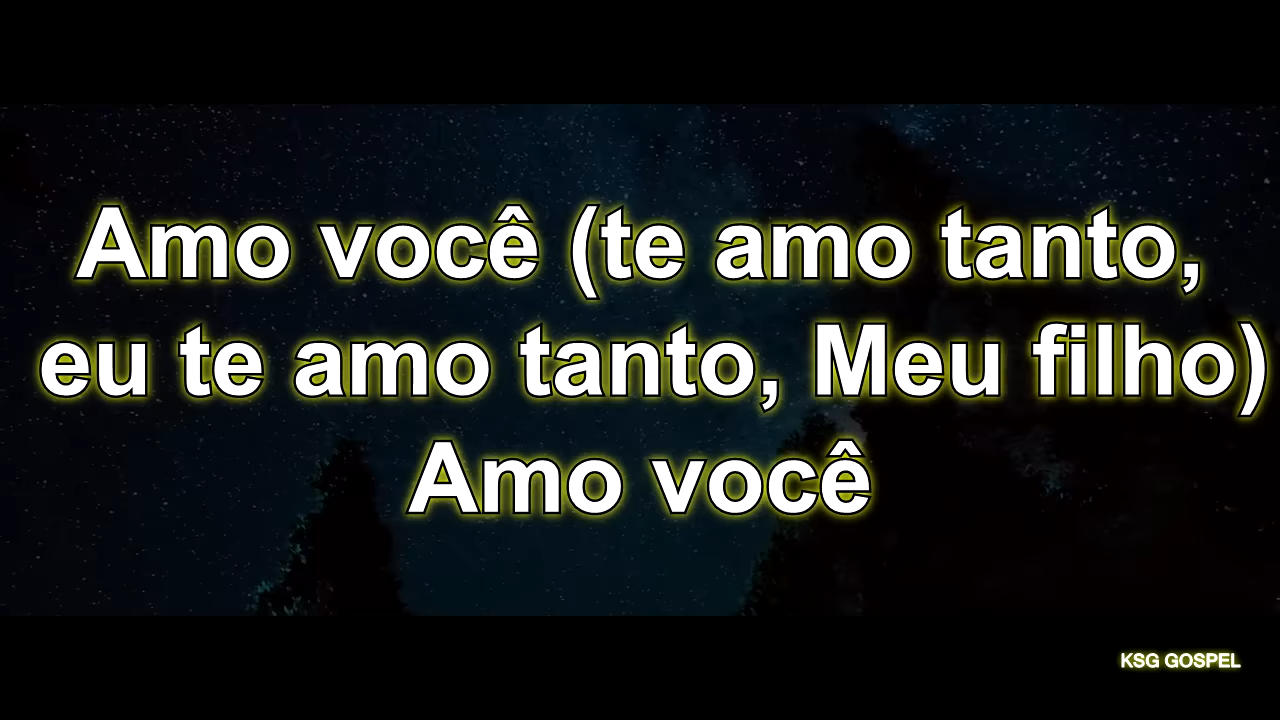 Amo você (te amo tanto,
eu te amo tanto, Meu filho)
Amo você
KSG GOSPEL